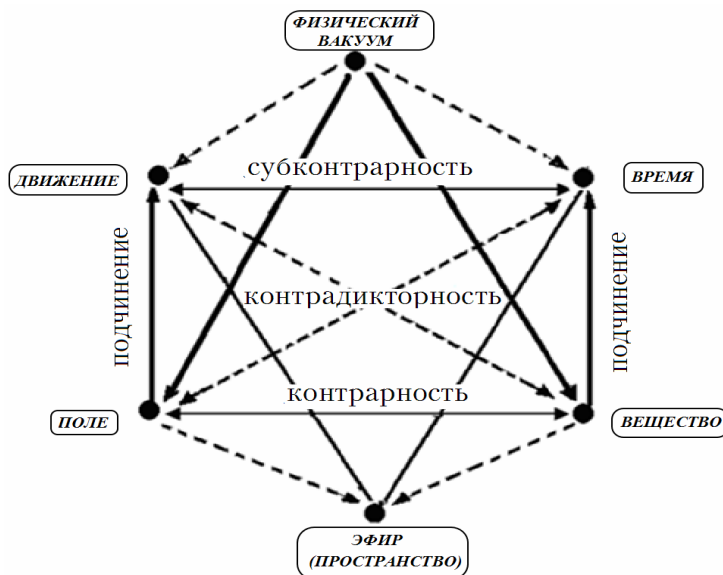 ФИЗИЧЕСКИЙ
ВАКУУМ
ДВИЖЕНИЕ
субконтрарность
ВРЕМЯ
подчинение
контрадикторность
подчинение
контрарность
ПОЛЕ
ВЕЩЕСТВО
ЭФИР
(ПРОСТРАНСТВО)